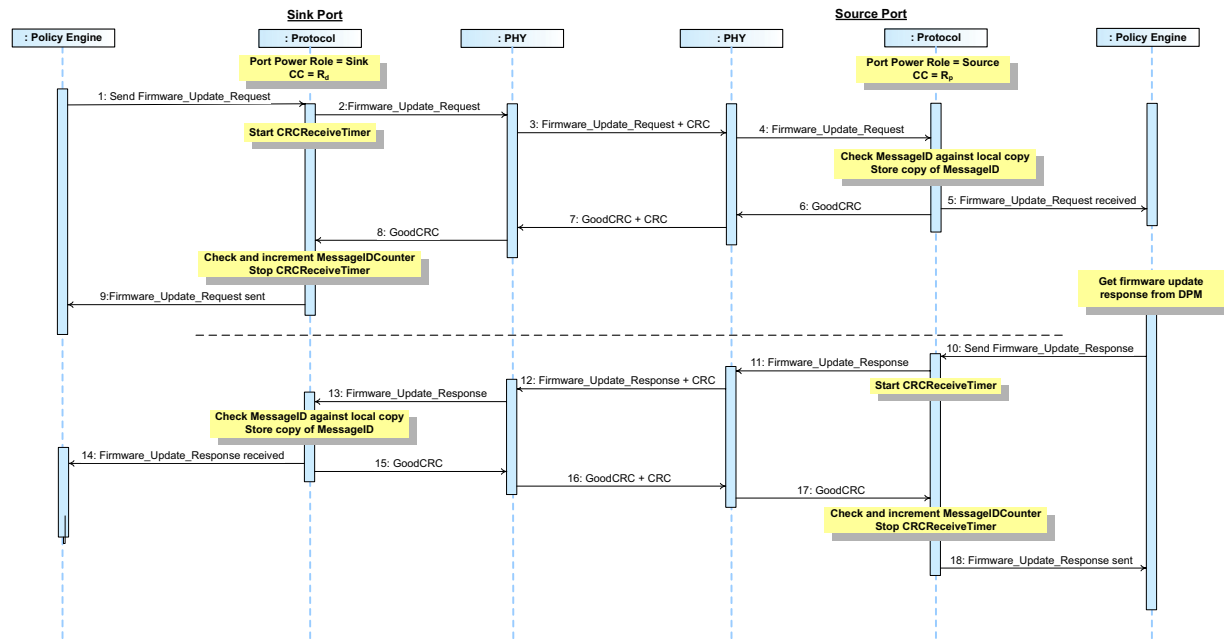 Sink Port
Source Port
: Policy Engine
: Protocol
: PHY
: PHY
: Protocol
: Policy Engine
Port Power Role = Sink
CC = Rd
Port Power Role = Source
CC = Rp
1: Send Firmware_Update_Request
2:Firmware_Update_Request
Start CRCReceiveTimer
3: Firmware_Update_Request + CRC
4: Firmware_Update_Request
Check MessageID against local copy
Store copy of MessageID
5: Firmware_Update_Request received
6: GoodCRC
7: GoodCRC + CRC
8: GoodCRC
Check and increment MessageIDCounter
Stop CRCReceiveTimer
9:Firmware_Update_Request sent
Get firmware update
response from DPM
10: Send Firmware_Update_Response
11: Firmware_Update_Response
Start CRCReceiveTimer
12: Firmware_Update_Response + CRC
13: Firmware_Update_Response
Check MessageID against local copy
Store copy of MessageID
14: Firmware_Update_Response received
15: GoodCRC
16: GoodCRC + CRC
17: GoodCRC
Check and increment MessageIDCounter
Stop CRCReceiveTimer
18: Firmware_Update_Response sent